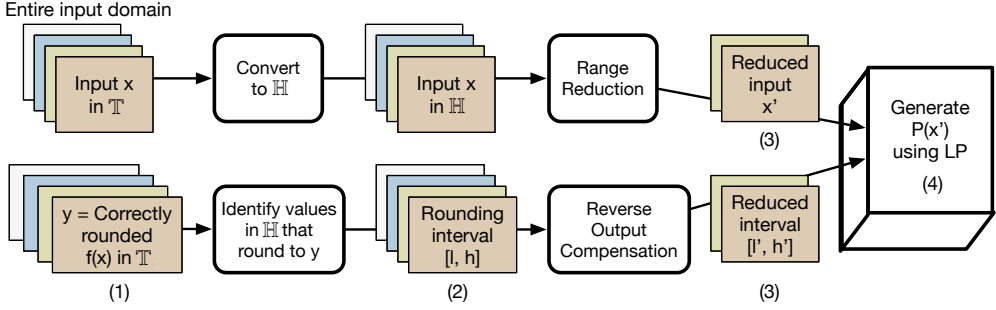 Entire input domain
Input x
in 𝕋
Convert
to ℍ
Input x
in ℍ
Range
Reduction
Reduced
input
x'
(3)
Generate
P(x')
using LP
(4)
y = Correctly
rounded
f(x) in 𝕋
(1)
Identify values
in ℍ that
round to y
Rounding
interval
[l, h]
(2)
Reverse
Output
Compensation
Reduced
interval
[l', h']
(3)